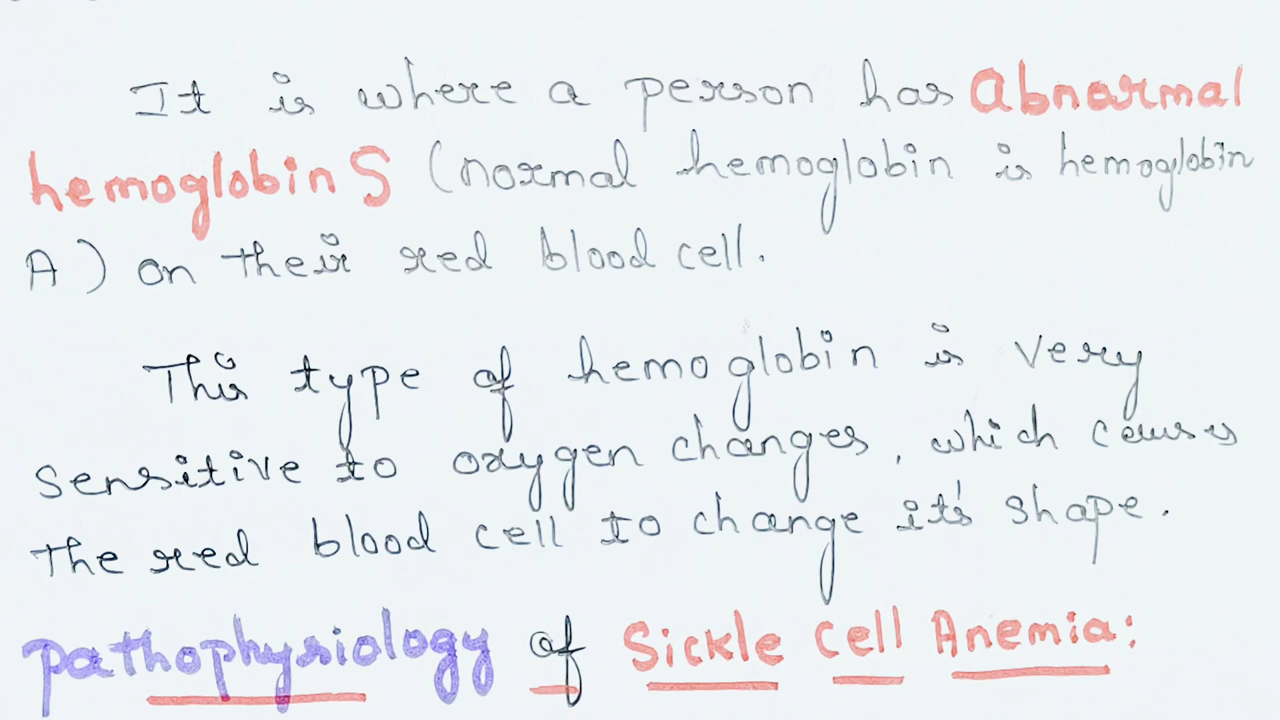 It is where a person has Abnormal
hemoglobin S (normal hemoglobin is hemoglobin
A) on their red blood cell.
This type of hemoglobin is very
sensitive to oxygen changes, which causes
the red blood cell to change it's shape.
Pathophysiology of Sickle Cell Anemia: